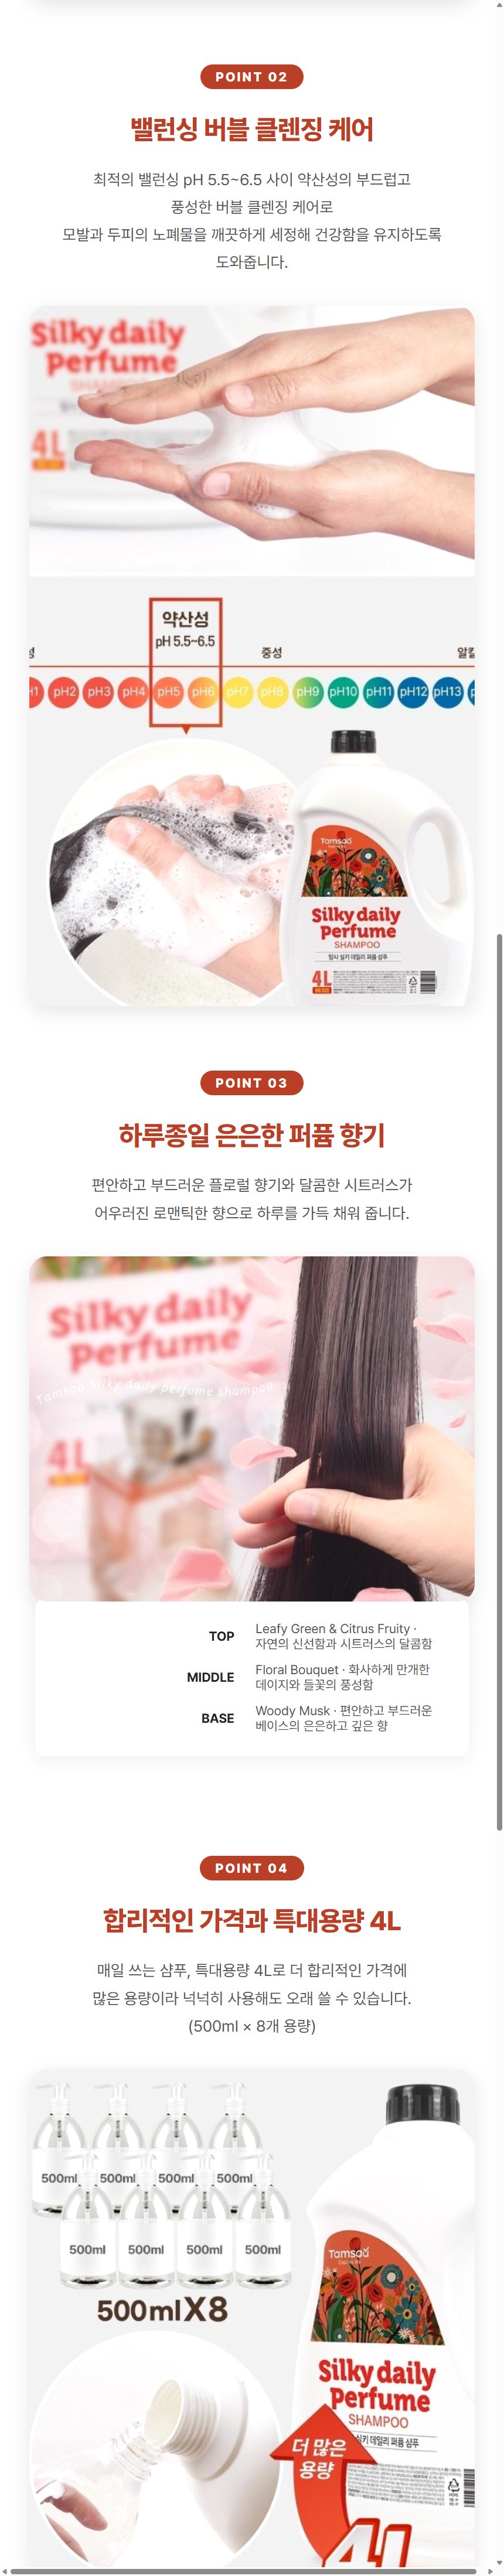 POINT 02
밸런싱 버블 클렌징 케어
최적의 밸런싱 pH 5.5~6.5 사이 약산성의 부드럽고
풍성한 버블 클렌징 케어로
모발과 두피의 노폐물을 깨끗하게 세정해 건강함을 유지하도록
도와줍니다.
Silky daily
Perfume
4L
약산성
pH 5.5~6.5
중성
pH2 pH3 pH4 pH5 pH6 pH7 pH8 pH9 pH10 pH11 pH12 pH13
Tamsaa
Silky daily
Perfume
SHAMPOO
탐사 실키 데일리 퍼퓸 샴푸
4L
POINT 03
하루종일 은은한 퍼퓸 향기
편안하고 부드러운 플로럴 향기와 달콤한 시트러스가
어우러진 로맨틱한 향으로 하루를 가득 채워 줍니다.
Silky daily
Perfume
Tamsaa Silky daily perfume shampoo
4L
TOP
Leafy Green & Citrus Fruity ·
자연의 신선함과 시트러스의 달콤함
MIDDLE
Floral Bouquet · 화사하게 만개한
데이지와 들꽃의 풍성함
BASE
Woody Musk · 편안하고 부드러운
베이스의 은은하고 깊은 향
POINT 04
합리적인 가격과 특대용량 4L
매일 쓰는 샴푸, 특대용량 4L로 더 합리적인 가격에
많은 용량이라 넉넉히 사용해도 오래 쓸 수 있습니다.
(500ml × 8개 용량)
500ml 500ml 500ml 500ml
500ml 500ml 500ml 500ml
500mlX8
Tamsaa
Silky daily
Perfume
SHAMPOO
실키 데일리 퍼퓸 샴푸
더 많은
용량
4L